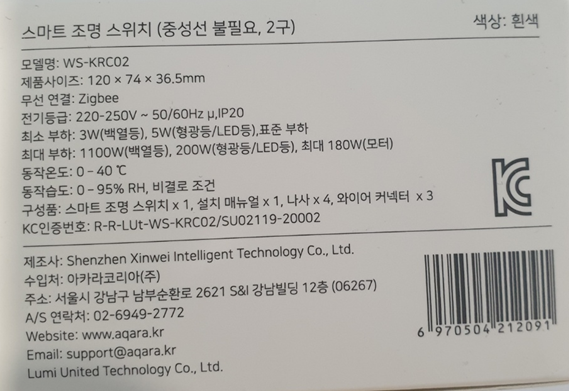 스마트 조명 스위치 (중성선 불필요, 2구)
색상: 흰색
모델명: WS-KRC02
제품사이즈: 120 × 74 × 36.5mm
무선 연결: Zigbee
전기등급: 220-250V ~ 50/60Hz μ,IP20
최소 부하: 3W(백열등), 5W(형광등/LED등),표준 부하
최대 부하: 1100W(백열등), 200W(형광등/LED등), 최대 180W(모터)
동작온도: 0 – 40 ℃
동작습도: 0 – 95% RH, 비결로 조건
구성품: 스마트 조명 스위치 x 1, 설치 매뉴얼 x 1, 나사 x 4, 와이어 커넥터 x 3
KC인증번호: R-R-LUt-WS-KRC02/SU02119-20002
KC
제조사: Shenzhen Xinwei Intelligent Technology Co., Ltd.
수입처: 아카라코리아(주)
주소: 서울시 강남구 남부순환로 2621 S&I 강남빌딩 12층 (06267)
A/S 연락처: 02-6949-2772
Website: www.aqara.kr
Email: support@aqara.kr
Lumi United Technology Co., Ltd.
6 970504 212091